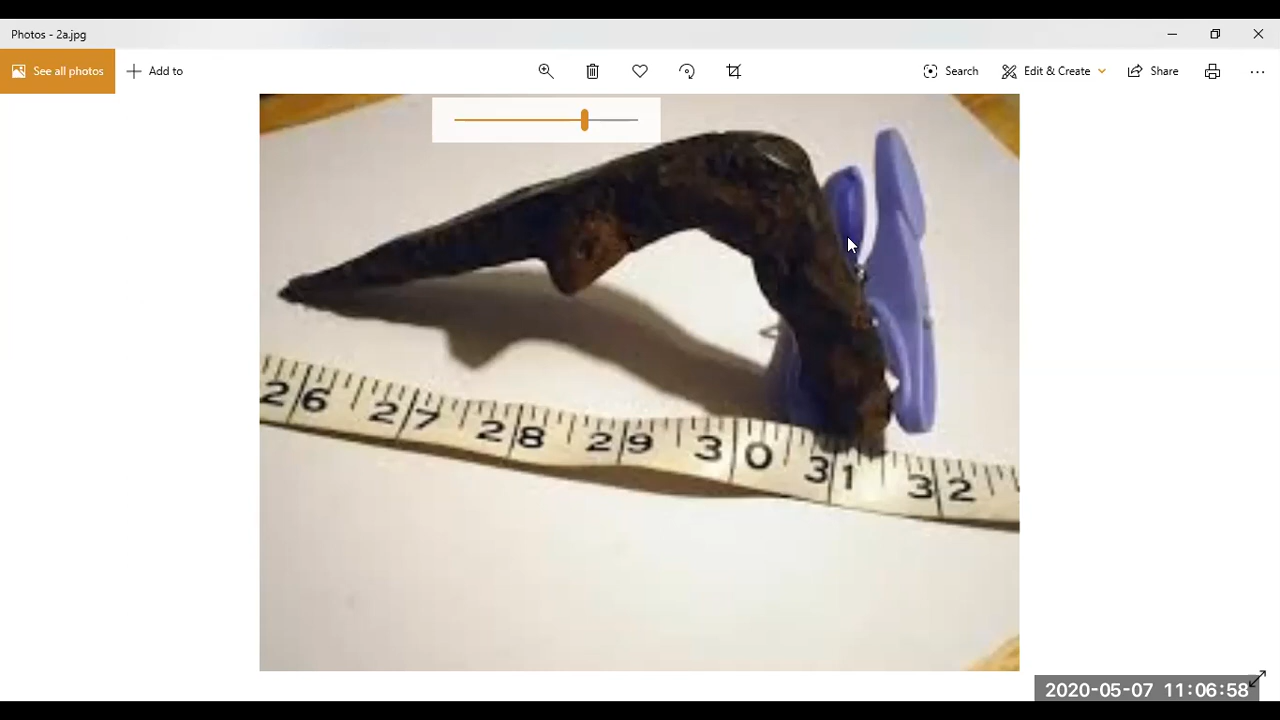 Photos - 2a.jpg
See all photos
Add to
Search
Edit & Create
Share
26 27 28 29 30 31 32
2020-05-07 11:06:58